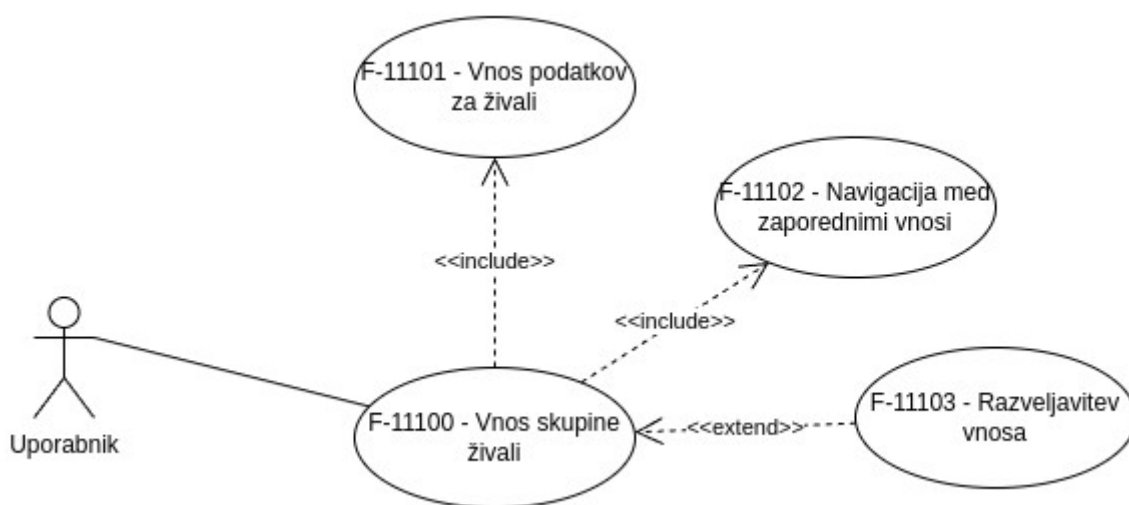 F-11101 - Vnos podatkov
za živali
F-11102 - Navigacija med
zaporednimi vnosi
<<include>>
<<include>>
F-11103 - Razveljavitev
vnosa
<<extend>>
F-11100 - Vnos skupine
živali
Uporabnik